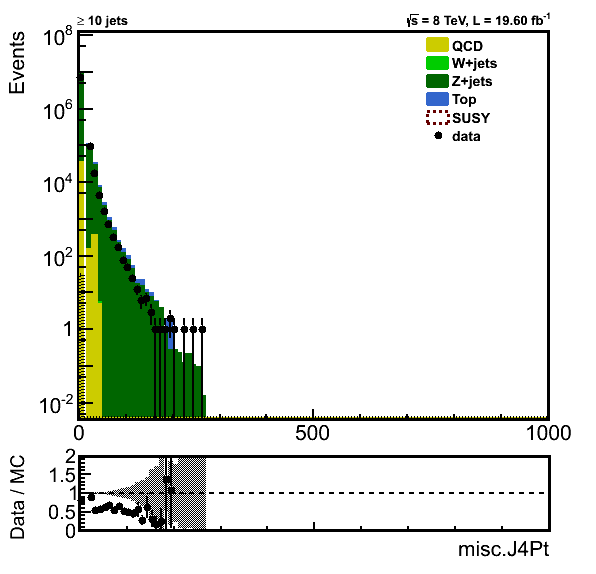 ≥ 10 jets
√s = 8 TeV, L = 19.60 fb⁻¹
Events
10⁸
10⁶
10⁴
10²
1
10⁻²
QCD
W+jets
Z+jets
Top
SUSY
data
0 500 1000
Data / MC
2
1.5
1
0.5
0
misc.J4Pt